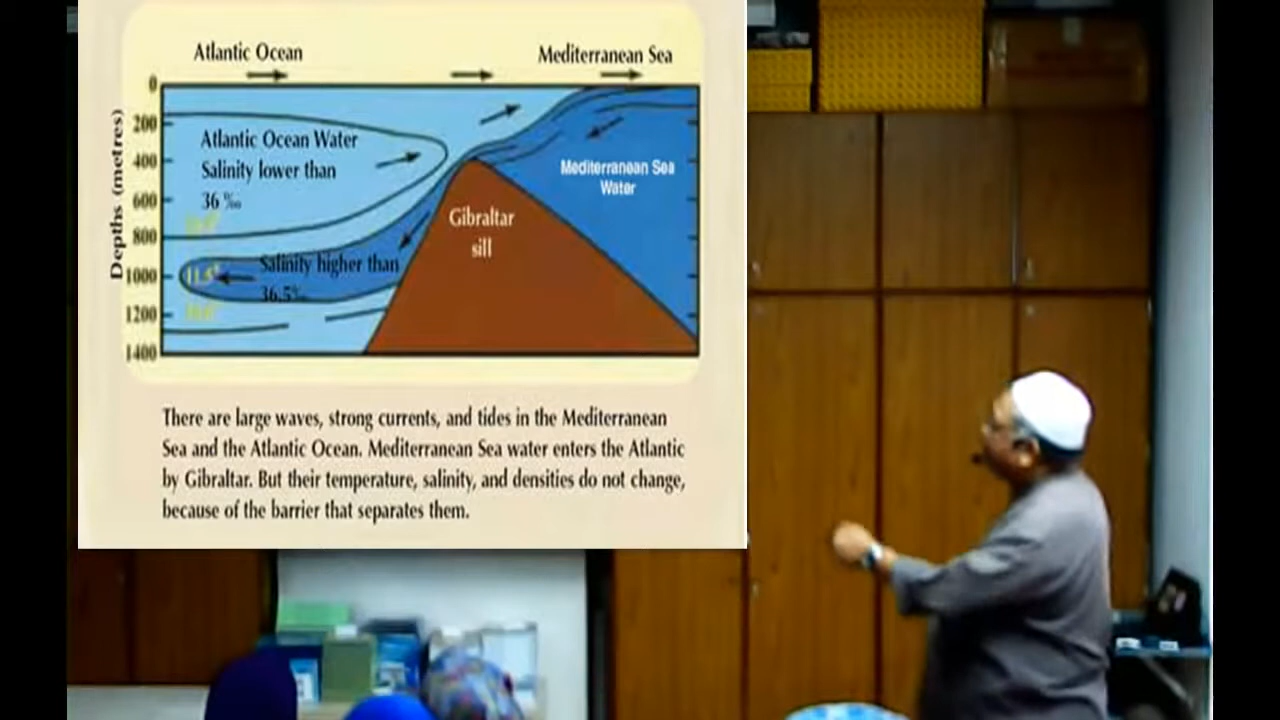 Atlantic Ocean
Mediterranean Sea
Depths (metres)
0
200
400
600
800
1000
1200
1400
Atlantic Ocean Water
Salinity lower than
36 ‰
Mediterranean Sea
Water
Gibraltar
sill
Salinity higher than
36.5‰
11.5°
There are large waves, strong currents, and tides in the Mediterranean
Sea and the Atlantic Ocean. Mediterranean Sea water enters the Atlantic
by Gibraltar. But their temperature, salinity, and densities do not change,
because of the barrier that separates them.